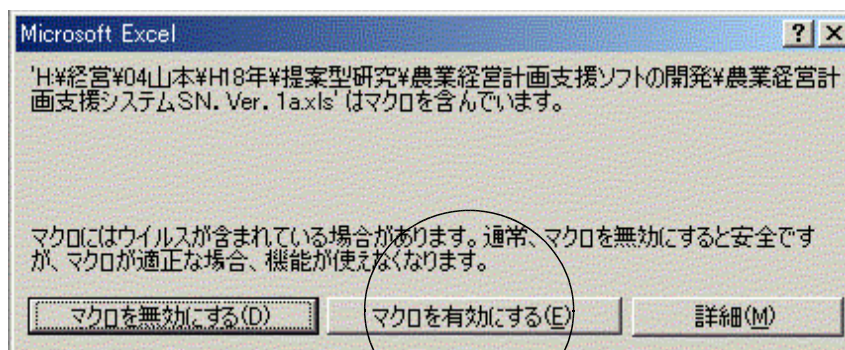 Microsoft Excel
'H:¥経営¥04山本¥H18年¥提案型研究¥農業経営計画支援ソフトの開発¥農業経営計
画支援システムSN. Ver. 1a.xls' はマクロを含んでいます。
マクロにはウイルスが含まれている場合があります。通常、マクロを無効にすると安全です
が、マクロが適正な場合、機能が使えなくなります。
マクロを無効にする(D) マクロを有効にする(E) 詳細(M)